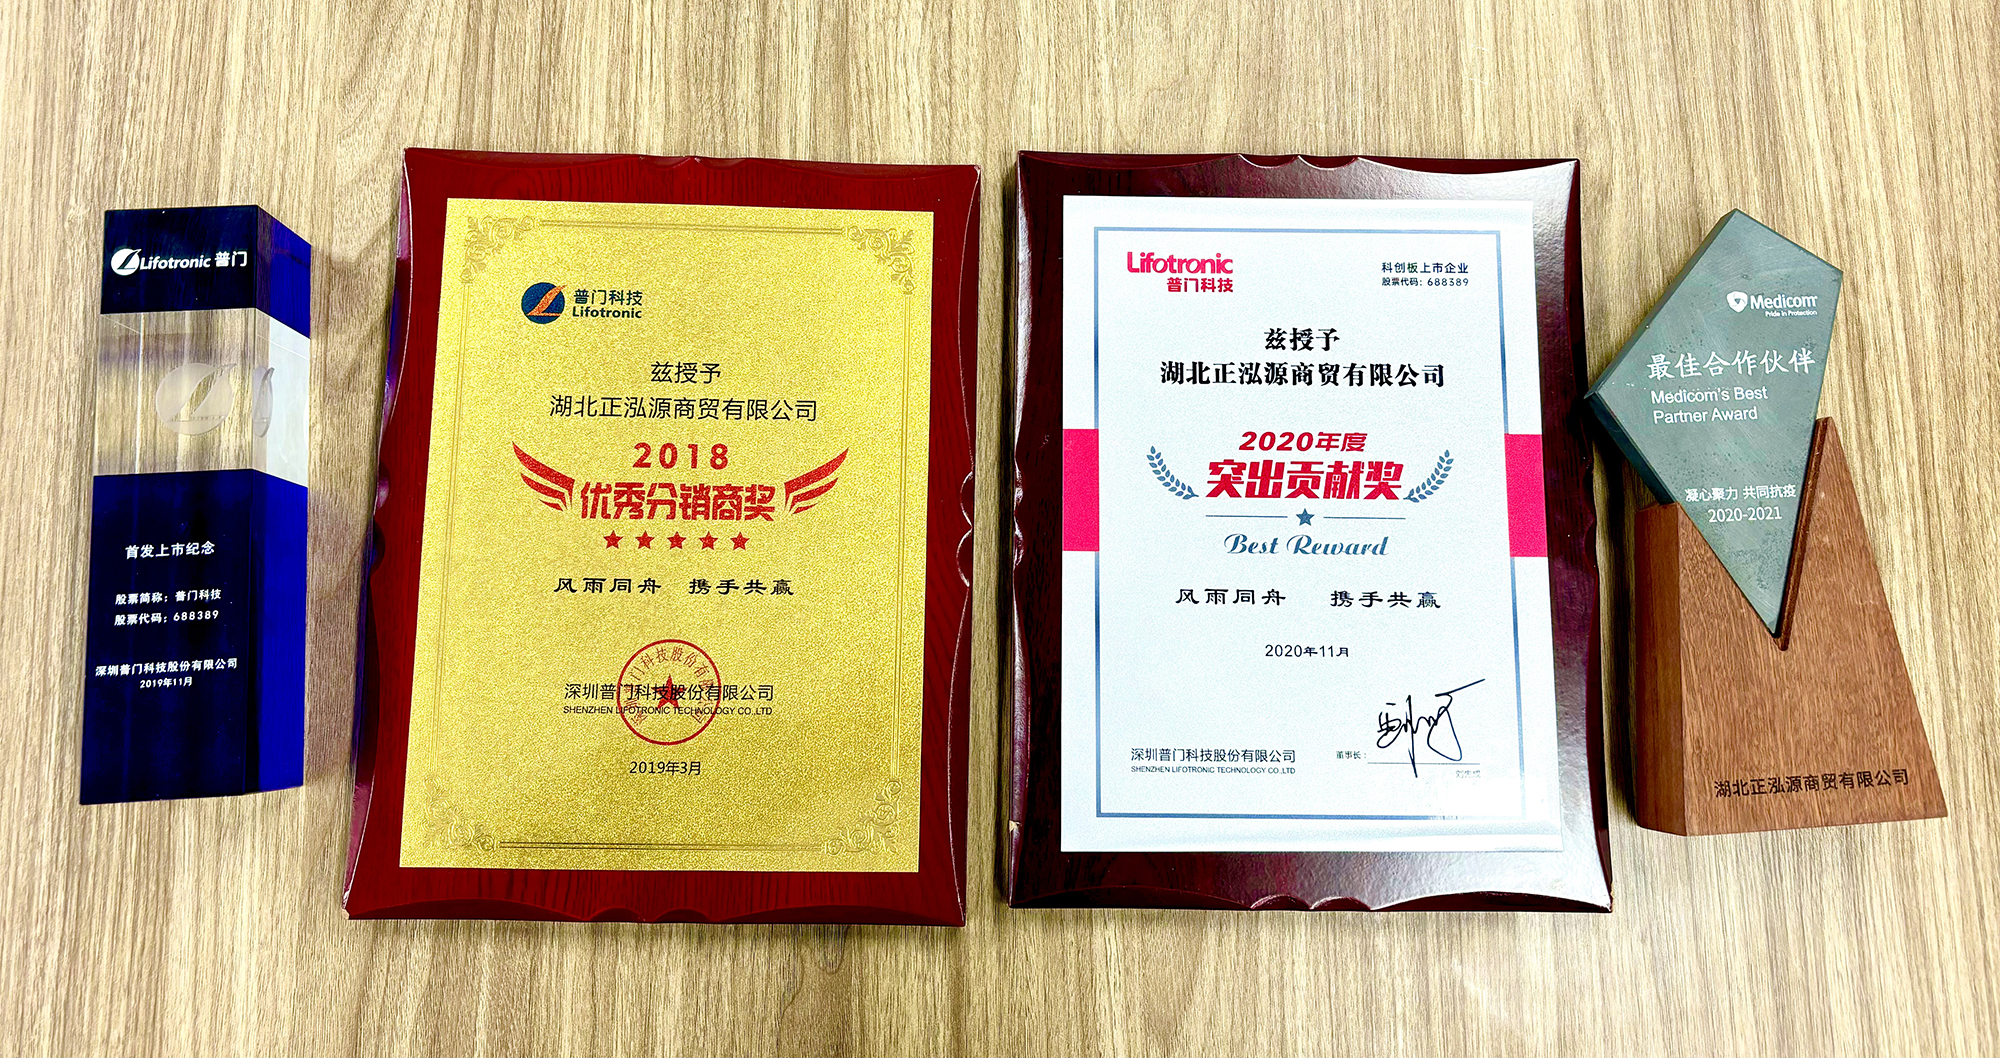 Lifotronic 普门
首发上市纪念
股票简称：普门科技
股票代码：688389
深圳普门科技股份有限公司
2019年11月
普门科技
Lifotronic
兹授予
湖北正泓源商贸有限公司
2018
优秀分销商奖
风雨同舟 携手共赢
深圳普门科技股份有限公司
SHENZHEN LIFOTRONIC TECHNOLOGY CO.,LTD
2019年3月
Lifotronic
普门科技
科创板上市企业
股票代码：688389
兹授予
湖北正泓源商贸有限公司
2020年度
突出贡献奖
Best Reward
风雨同舟 携手共赢
2020年11月
深圳普门科技股份有限公司
SHENZHEN LIFOTRONIC TECHNOLOGY CO.,LTD
董事长：
Medicom
Pride in Protection
最佳合作伙伴
Medicom's Best
Partner Award
凝心聚力 共同抗疫
2020-2021
湖北正泓源商贸有限公司